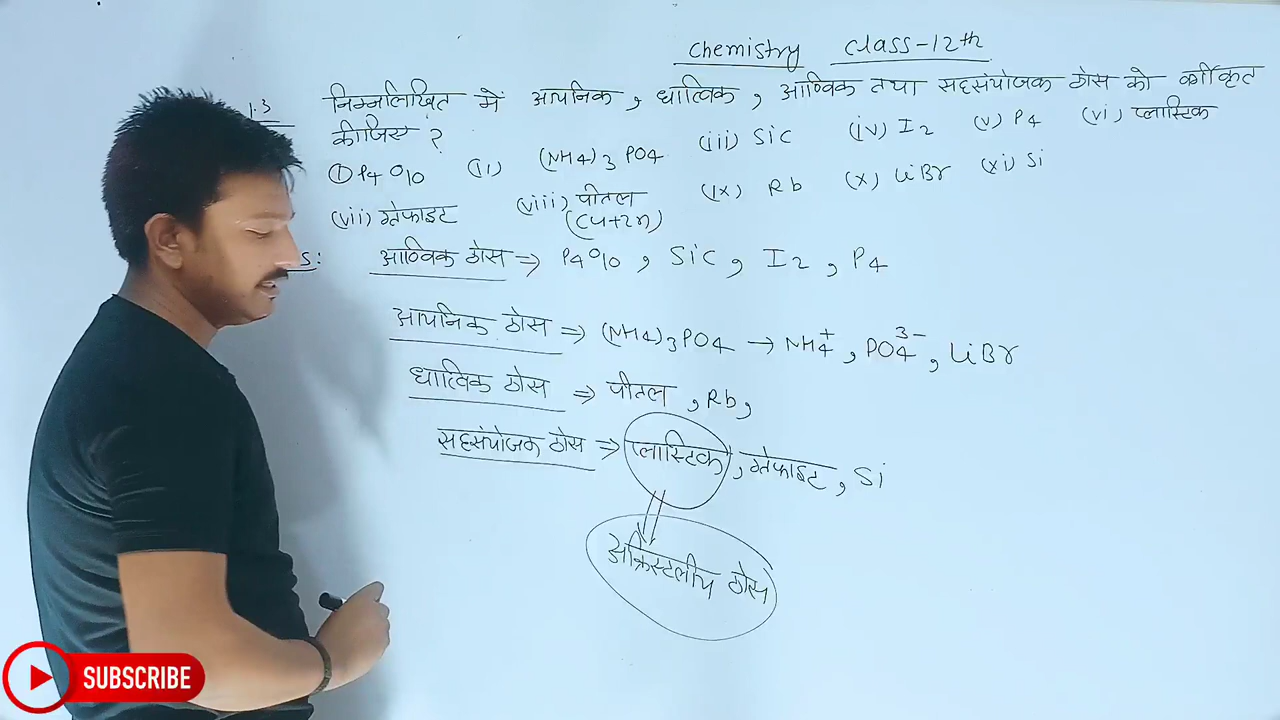 Chemistry Class-12th
1.3 निम्नलिखित में आयनिक, धात्विक, आण्विक तथा सहसंयोजक ठोस को वर्गीकृत
कीजिए ?
① P4O10 (ii) (NH4)3PO4 (iii) SiC (iv) I2 (v) P4 (vi) प्लास्टिक
(vii) ग्रेफाइट (viii) पीतल (ix) Rb (x) LiBr (xi) Si
(Cu+Zn)
S: आण्विक ठोस ⇒ P4O10, SiC, I2, P4
आयनिक ठोस ⇒ (NH4)3PO4 → NH4+, PO4 3-, LiBr
धात्विक ठोस ⇒ पीतल, Rb,
सहसंयोजक ठोस ⇒ प्लास्टिक, ग्रेफाइट, Si
अक्रिस्टलीय ठोस
SUBSCRIBE